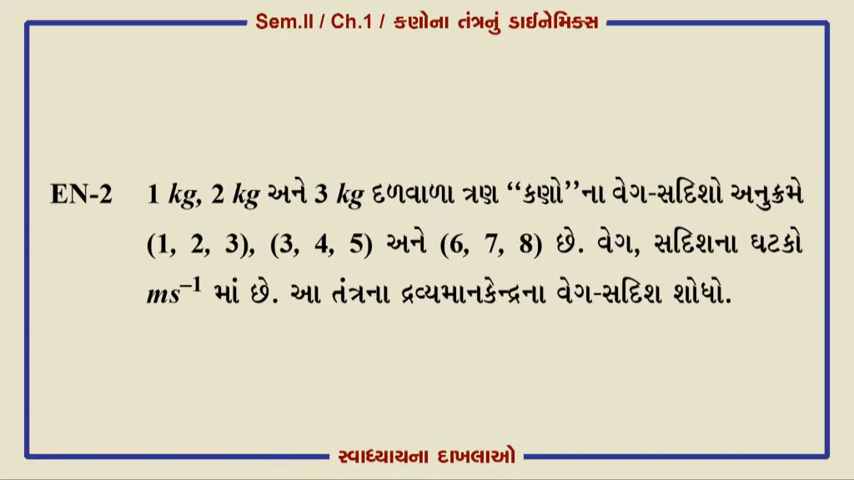 Sem.II / Ch.1 / કણોના તંત્રનું ડાઈનેમિક્સ
EN-2 1 kg, 2 kg અને 3 kg દળવાળા ત્રણ “કણો”ના વેગ-સદિશો અનુક્રમે
(1, 2, 3), (3, 4, 5) અને (6, 7, 8) છે. વેગ, સદિશના ઘટકો
ms⁻¹ માં છે. આ તંત્રના દ્રવ્યમાનકેન્દ્રના વેગ-સદિશ શોધો.
સ્વાધ્યાયના દાખલાઓ